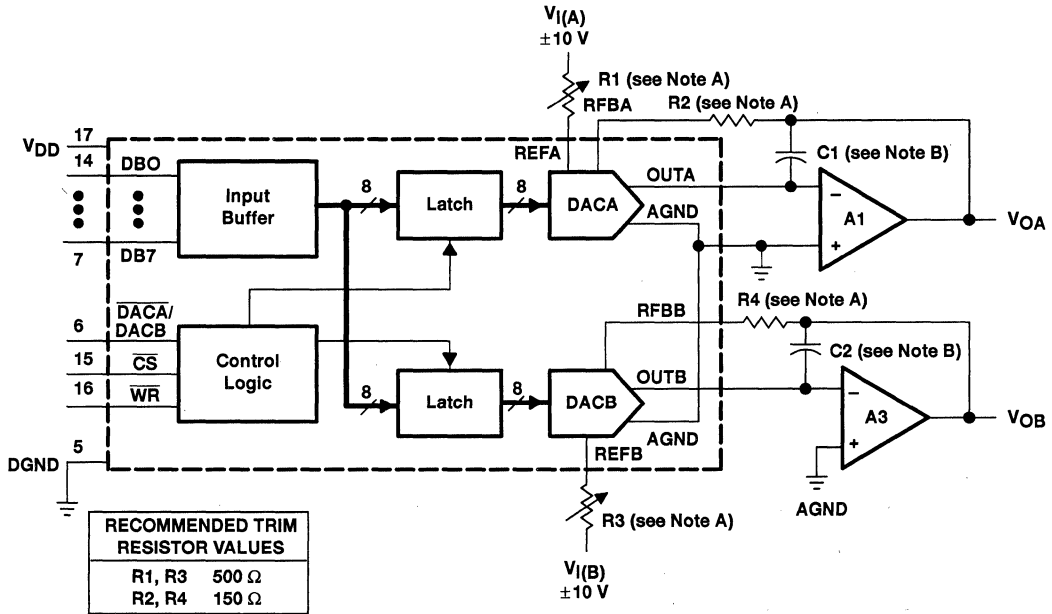 VI(A)
±10 V
R1 (see Note A)
RFBA
R2 (see Note A)
VDD
17
14
DBO
REFA
C1 (see Note B)
Input
Buffer
8
Latch
8
DACA
OUTA
AGND
−
A1
+
VOA
7
DB7
DACA/
DACB
6
15
CS
16
WR
Control
Logic
RFBB
R4 (see Note A)
C2 (see Note B)
8
Latch
8
DACB
OUTB
AGND
REFB
−
A3
+
VOB
AGND
DGND
5
R3 (see Note A)
VI(B)
±10 V
RECOMMENDED TRIM
RESISTOR VALUES
R1, R3 500 Ω
R2, R4 150 Ω